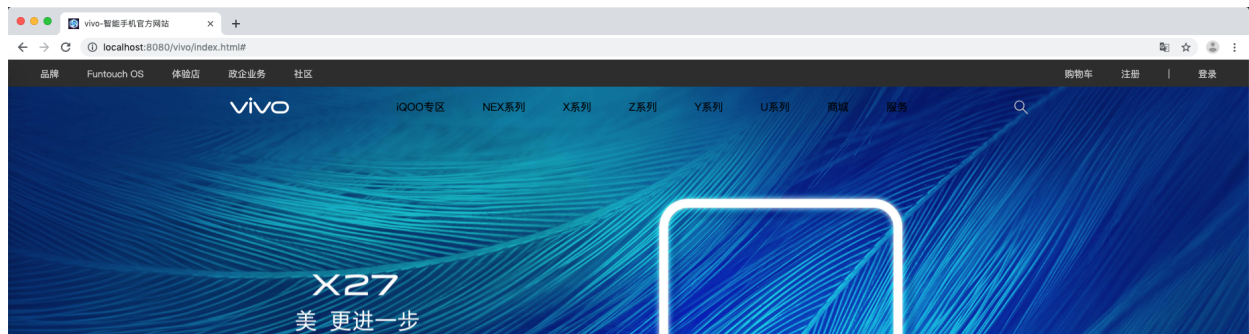 vivo-智能手机官方网站
localhost:8080/vivo/index.html#
品牌 Funtouch OS 体验店 政企业务 社区 购物车 注册 | 登录
vivo iQOO专区 NEX系列 X系列 Z系列 Y系列 U系列 商城 服务
X27
美 更进一步